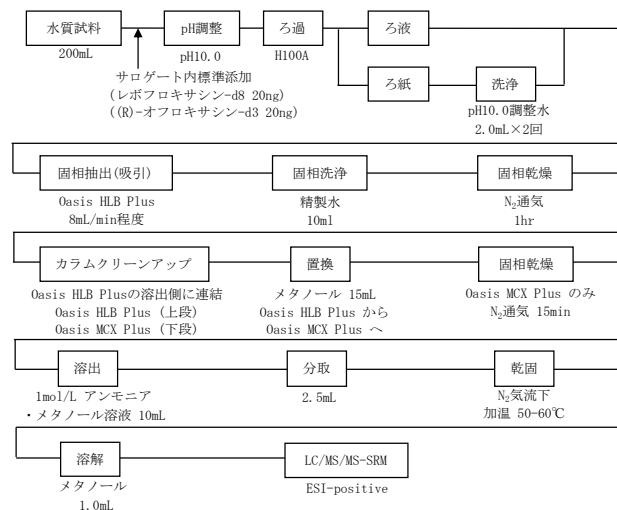 水質試料
200mL
サロゲート内標準添加
(レボフロキサシン-d8 20ng)
((R)-オフロキサシン-d3 20ng)
pH調整
pH10.0
ろ過
H100A
ろ液
ろ紙
洗浄
pH10.0調整水
2.0mL×2回
固相抽出(吸引)
Oasis HLB Plus
8mL/min程度
固相洗浄
精製水
10ml
固相乾燥
N₂通気
1hr
カラムクリーンアップ
Oasis HLB Plusの溶出側に連結
Oasis HLB Plus (上段)
Oasis MCX Plus (下段)
置換
メタノール 15mL
Oasis HLB Plus から
Oasis MCX Plus へ
固相乾燥
Oasis MCX Plus のみ
N₂通気 15min
溶出
1mol/L アンモニア
・メタノール溶液 10mL
分取
2.5mL
乾固
N₂気流下
加温 50-60℃
溶解
メタノール
1.0mL
LC/MS/MS-SRM
ESI-positive